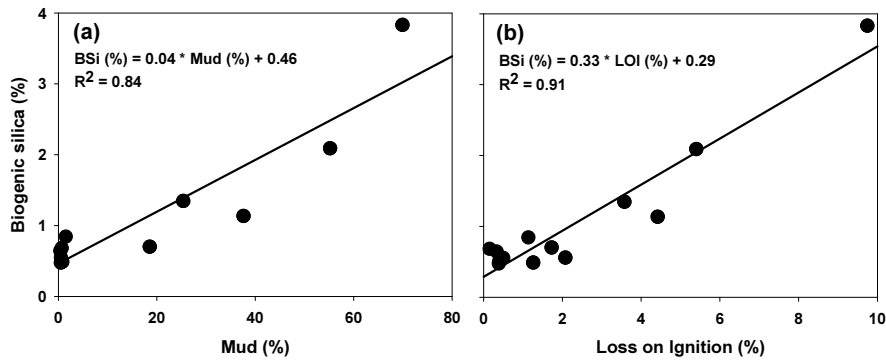 (a)
BSi (%) = 0.04 * Mud (%) + 0.46
R2 = 0.84
Biogenic silica (%)
4
3
2
1
0
0 20 40 60 80
Mud (%)
(b)
BSi (%) = 0.33 * LOI (%) + 0.29
R2 = 0.91
0 2 4 6 8 10
Loss on Ignition (%)